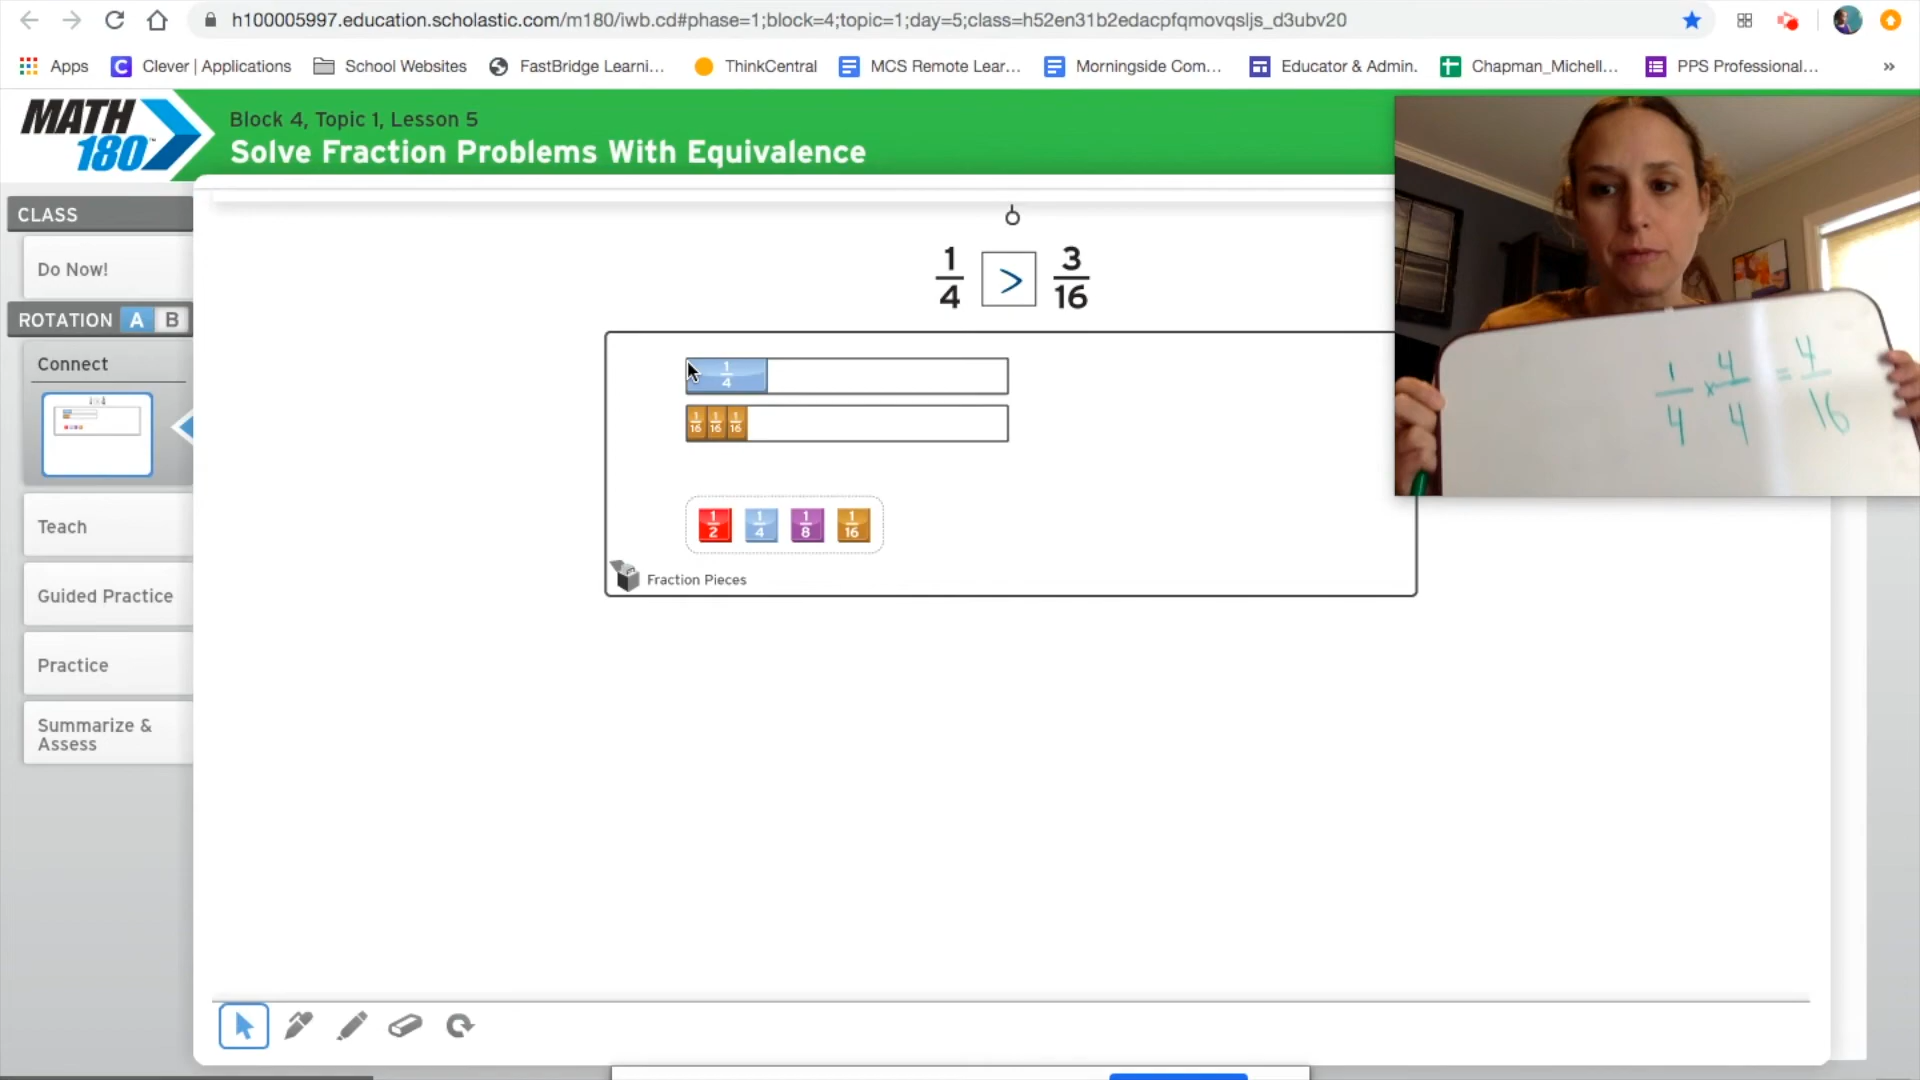 h100005997.education.scholastic.com/m180/iwb.cd#phase=1;block=4;topic=1;day=5;class=h52en31b2edacpfqmovqsljs_d3ubv20
Apps Clever | Applications School Websites FastBridge Learni... ThinkCentral MCS Remote Lear... Morningside Com... Educator & Admin. Chapman_Michell... PPS Professional... »
MATH 180
Block 4, Topic 1, Lesson 5
Solve Fraction Problems With Equivalence
CLASS
Do Now!
ROTATION A B
Connect
Teach
Guided Practice
Practice
Summarize & Assess
1/4 > 3/16
1/4
1/16 1/16 1/16
1/2 1/4 1/8 1/16
Fraction Pieces
1/4 x 4/4 = 4/16